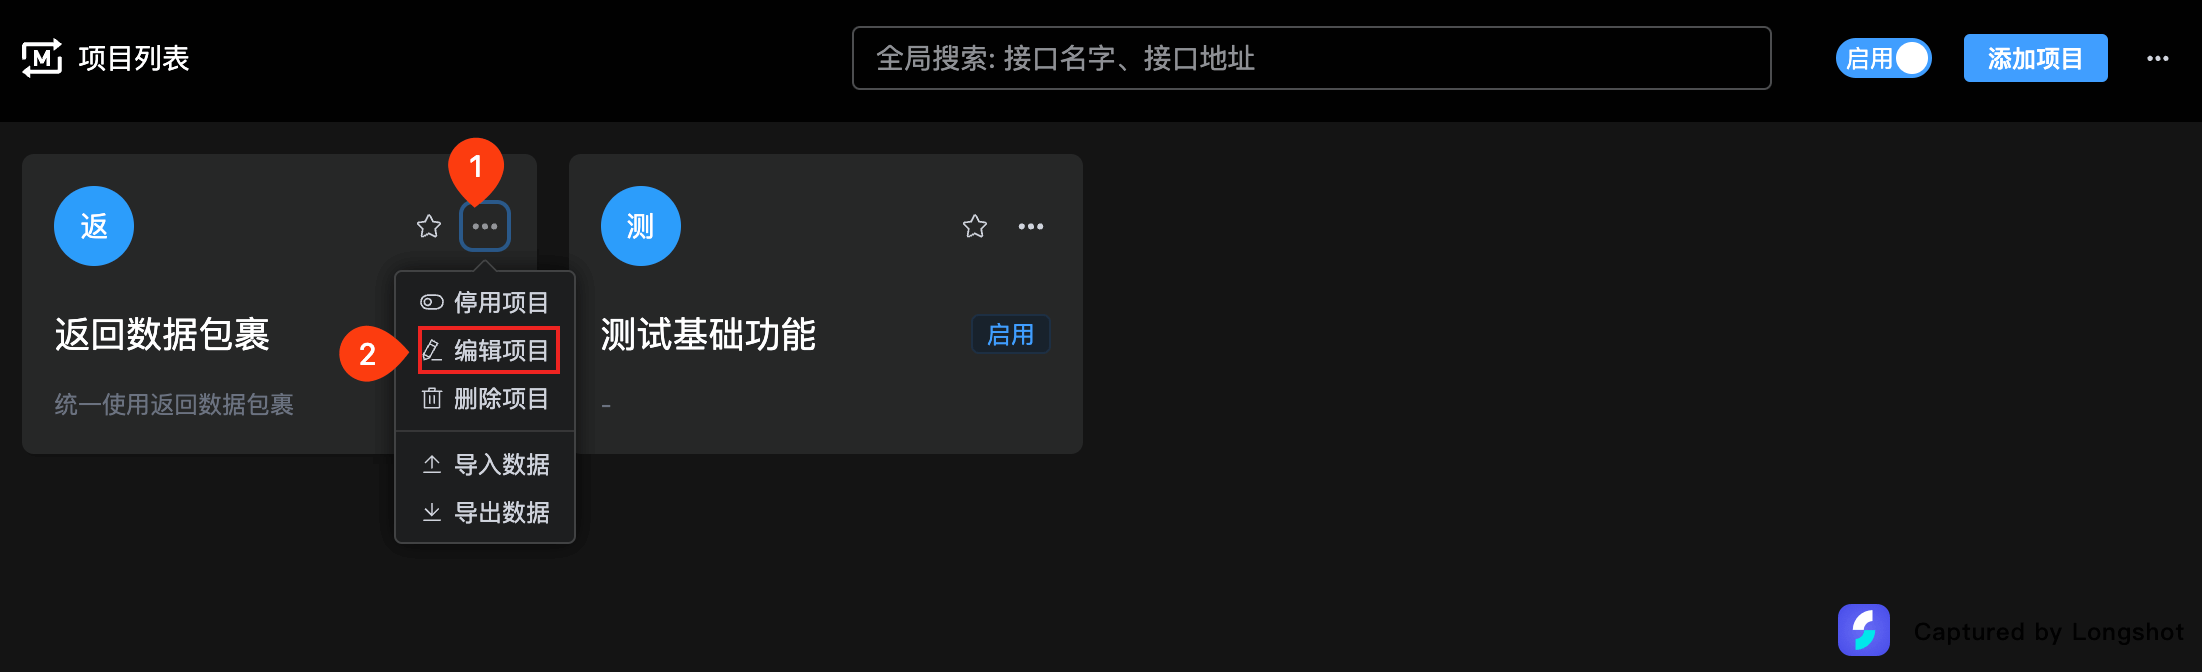 M 项目列表
全局搜索: 接口名字、接口地址
启用
添加项目
1
返
测
停用项目
返回数据包裹
测试基础功能
启用
2
编辑项目
删除项目
统一使用返回数据包裹
-
导入数据
导出数据
Captured by Longshot